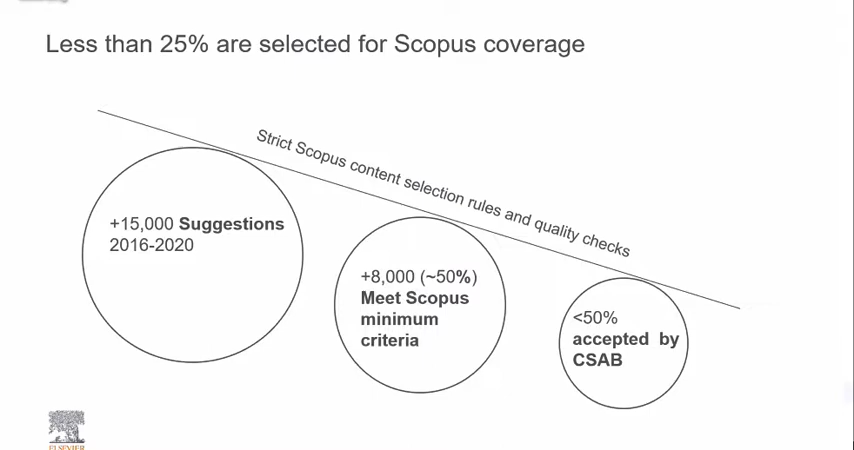 Less than 25% are selected for Scopus coverage
Strict Scopus content selection rules and quality checks
+15,000 Suggestions
2016-2020
+8,000 (~50%)
Meet Scopus
minimum
criteria
<50%
accepted by
CSAB
ELSEVIER